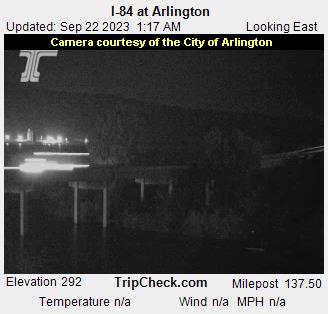 I-84 at Arlington
Updated: Sep 22 2023 1:17 AM Looking East
Camera courtesy of the City of Arlington
Elevation 292 TripCheck.com Milepost 137.50
Temperature n/a Wind n/a MPH n/a